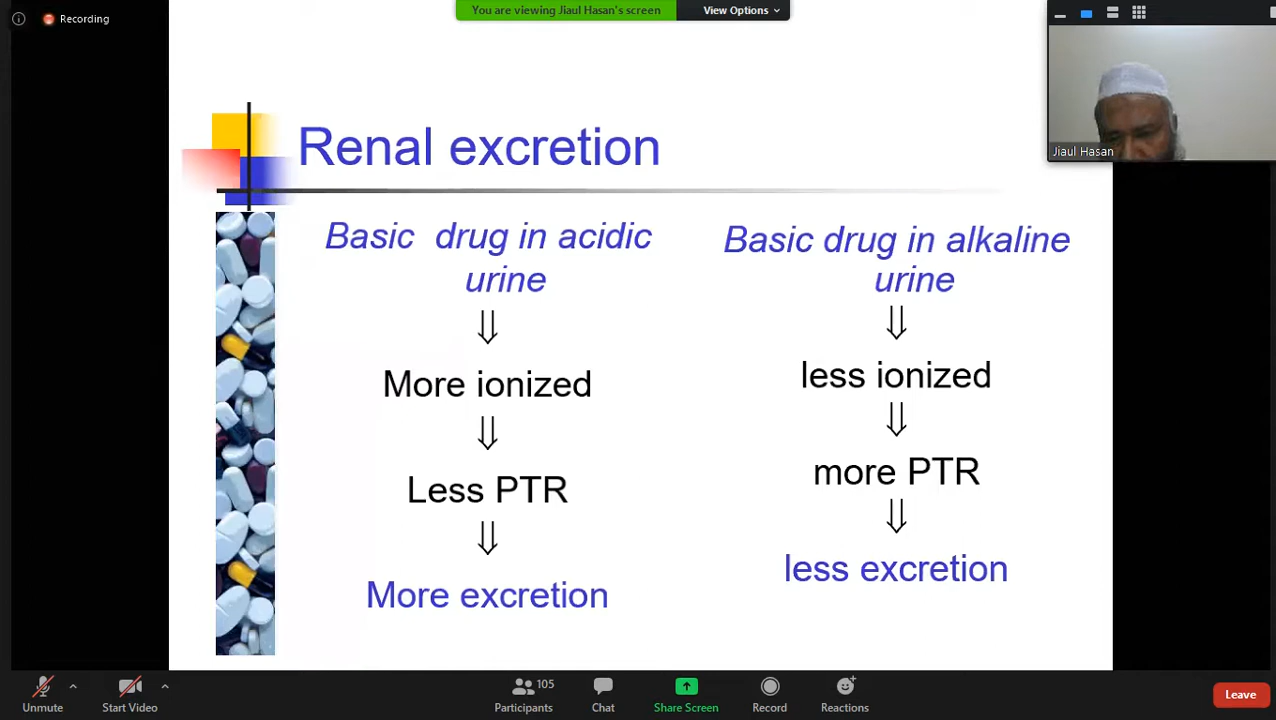 Recording
You are viewing Jiaul Hasan's screen
View Options
Jiaul Hasan
Renal excretion
Basic drug in acidic
urine
⇓
More ionized
⇓
Less PTR
⇓
More excretion
Basic drug in alkaline
urine
⇓
less ionized
⇓
more PTR
⇓
less excretion
Unmute
Start Video
105
Participants
Chat
Share Screen
Record
Reactions
Leave